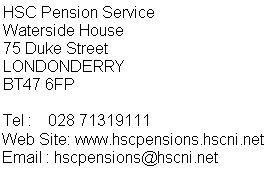 HSC Pension Service
Waterside House
75 Duke Street
LONDONDERRY
BT47 6FP
Tel : 028 71319111
Web Site: www.hscpensions.hscni.net
Email : hscpensions@hscni.net